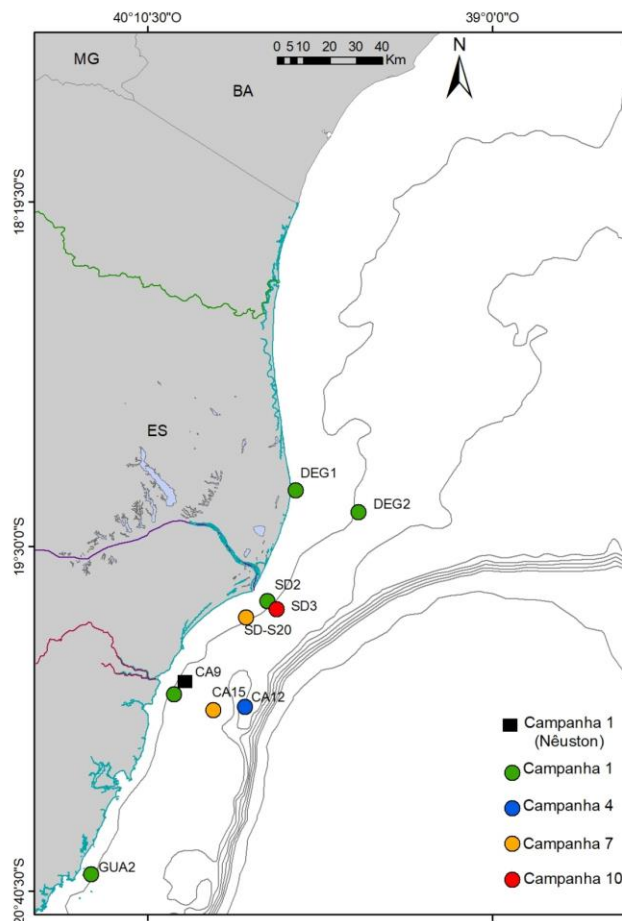 40°10'30"O 39°0'0"O
0 5 10 20 30 40
Km
N
MG
BA
18°19'30"S
ES
DEG1
DEG2
19°30'0"S
SD2
SD3
SD-S20
CA9
CA15
CA12
Campanha 1
(Nêuston)
Campanha 1
Campanha 4
Campanha 7
GUA2
Campanha 10
20°40'30"S